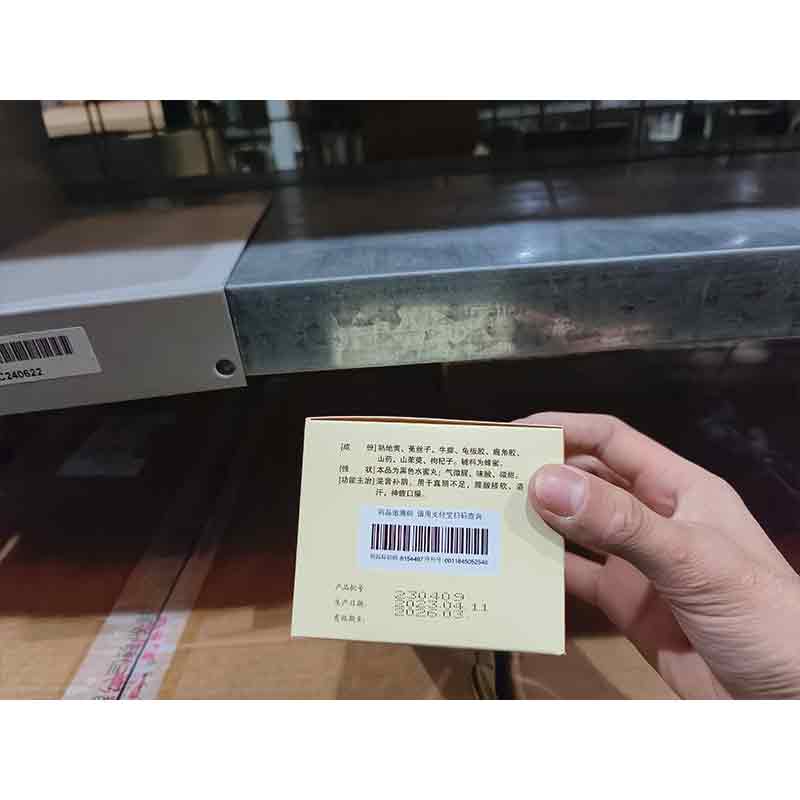 C240622
[成 份]熟地黄、菟丝子、牛膝、龟板胶、鹿角胶、
山药、山茱萸、枸杞子。辅料为蜂蜜。
[性 状]本品为黑色水蜜丸；气微腥、味酸、微甜。
[功能主治]滋肾补阴。用于真阴不足，腰酸膝软、盗
汗，神疲口燥。
药品追溯码 请用支付宝扫码查询
产品批号 230409
生产日期: 2023.04.11
有效期至: 2026.03.